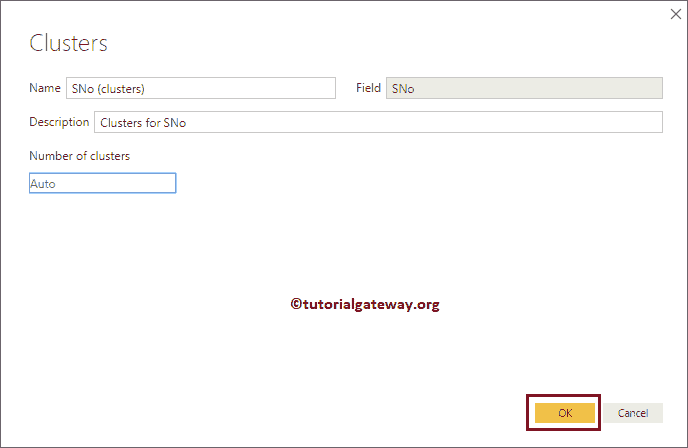 Clusters
Name SNo (clusters) Field SNo
Description Clusters for SNo
Number of clusters
Auto
©tutorialgateway.org
OK Cancel